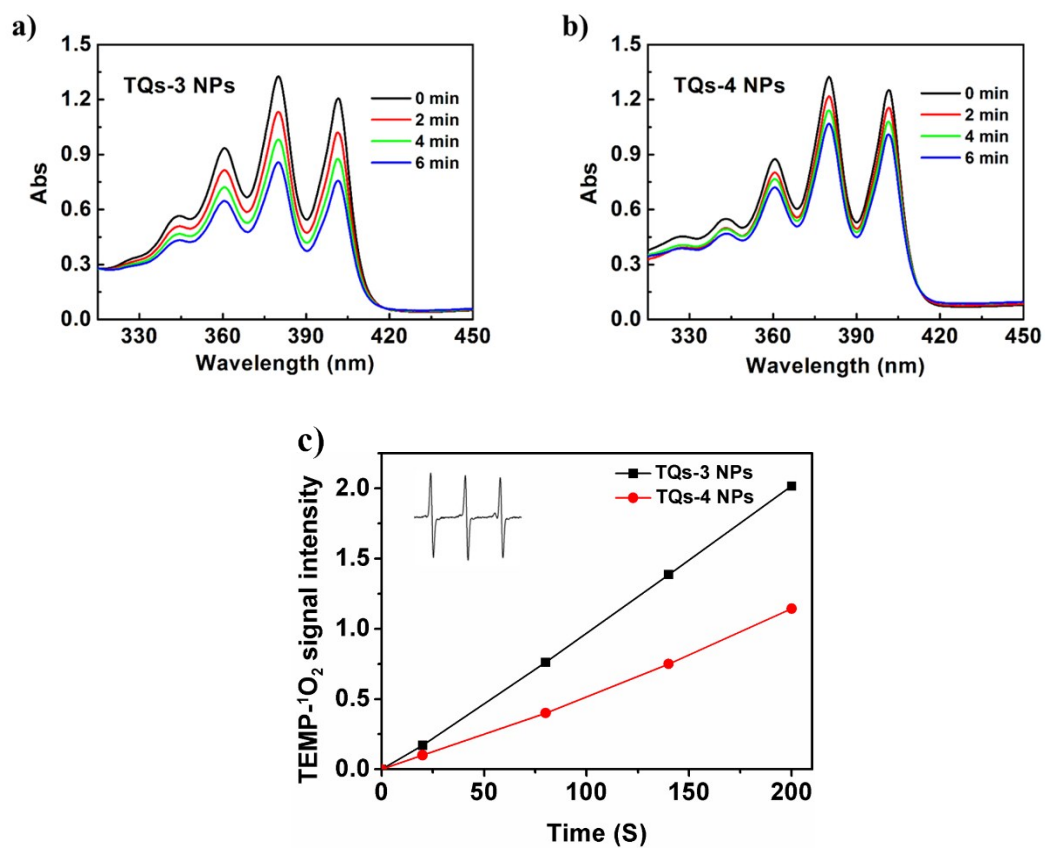 a)
TQs-3 NPs
0 min
2 min
4 min
6 min
1.5
1.2
0.9
0.6
0.3
0.0
Abs
330 360 390 420 450
Wavelength (nm)
b)
TQs-4 NPs
0 min
2 min
4 min
6 min
1.5
1.2
0.9
0.6
0.3
0.0
Abs
330 360 390 420 450
Wavelength (nm)
c)
TQs-3 NPs
TQs-4 NPs
2.0
1.5
1.0
0.5
0.0
TEMP-¹O₂ signal intensity
0 50 100 150 200
Time (S)